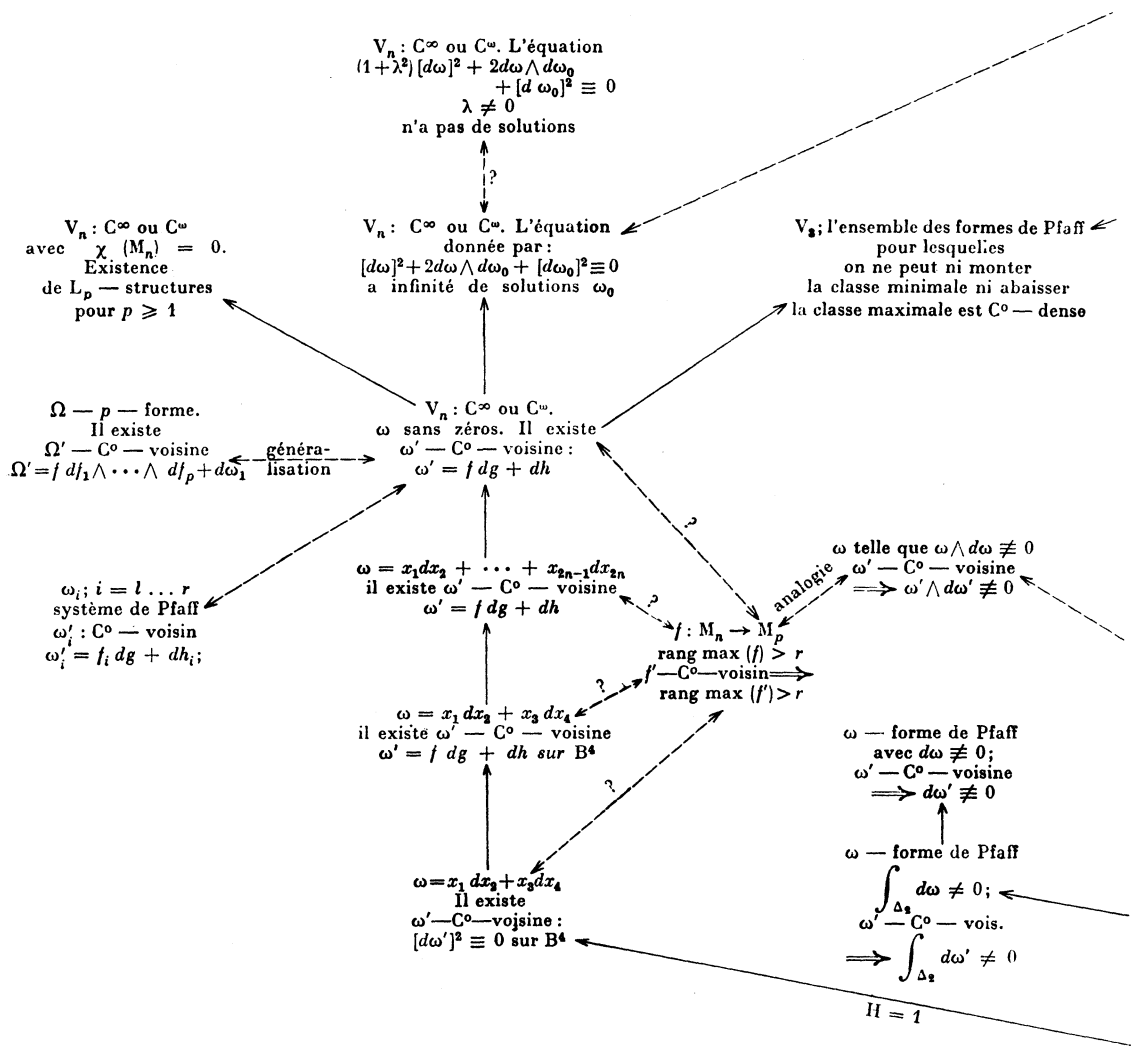 Vₙ : C∞ ou Cω. L'équation
(1+λ²) [dω]² + 2dω ∧ dω₀
+ [d ω₀]² ≡ 0
λ ≠ 0
n'a pas de solutions
?
Vₙ : C∞ ou Cω
avec χ (Mₙ) = 0.
Existence
de Lₚ — structures
pour p ⩾ 1
Vₙ : C∞ ou Cω. L'équation
donnée par :
[dω]² + 2dω ∧ dω₀ + [dω₀]² ≡ 0
a infinité de solutions ω₀
V₃; l'ensemble des formes de Pfaff
pour lesquelles
on ne peut ni monter
la classe minimale ni abaisser
la classe maximale est C⁰ — dense
Ω — p — forme.
Il existe
Ω' — C⁰ — voisine
Ω' = f df₁ ∧ ··· ∧ dfₚ + dω₁
généra-
lisation
Vₙ : C∞ ou Cω.
ω sans zéros. Il existe
ω' — C⁰ — voisine :
ω' = f dg + dh
?
ωᵢ; i = l ... r
système de Pfaff
ω'ᵢ : C⁰ — voisin
ω'ᵢ = fᵢ dg + dhᵢ;
ω = x₁dx₂ + ··· + x₂ₙ₋₁dx₂ₙ
il existe ω' — C⁰ — voisine
ω' = f dg + dh
?
analogie
ω telle que ω ∧ dω ≢ 0
ω' — C⁰ — voisine
⟹ ω' ∧ dω' ≢ 0
f : Mₙ → Mₚ
rang max (f) > r
f' — C⁰ — voisin ⟹
rang max (f') > r
?
ω = x₁ dx₂ + x₃ dx₄
il existe ω' — C⁰ — voisine
ω' = f dg + dh sur B⁴
?
ω — forme de Pfaff
avec dω ≢ 0;
ω' — C⁰ — voisine
⟹ dω' ≢ 0
ω = x₁ dx₂ + x₃dx₄
Il existe
ω' — C⁰ — voisine :
[dω']² ≡ 0 sur B⁴
ω — forme de Pfaff
∫_Δ₂ dω ≠ 0;
ω' — C⁰ — vois.
⟹ ∫_Δ₂ dω' ≠ 0
H = 1